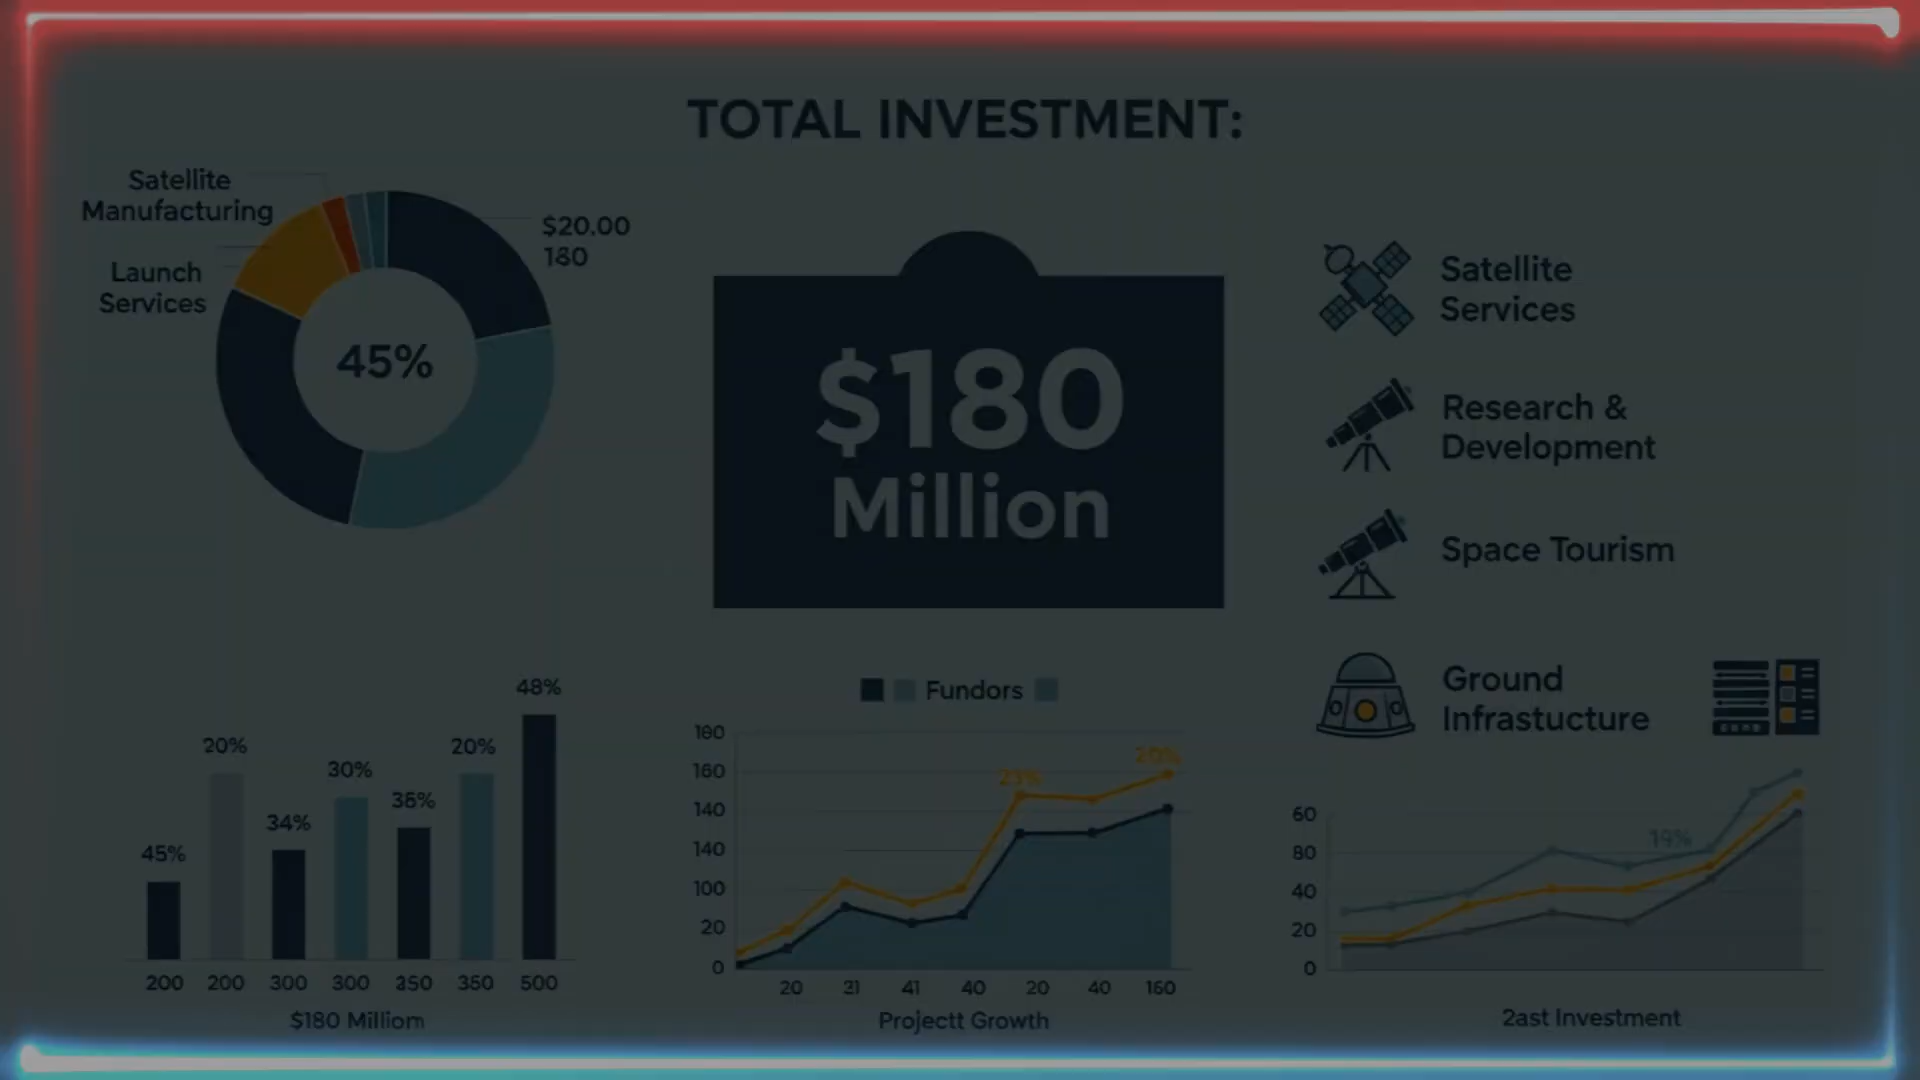 TOTAL INVESTMENT:
Satellite
Manufacturing
Launch
Services
45%
$20.00
180
$180
Million
Satellite
Services
Research &
Development
Space Tourism
Ground
Infrastucture
45%
20%
34%
30%
20%
48%
200
200
300
300
350
350
500
$180 Milliom
Fundors
180
160
140
140
100
20
0
23%
20%
20
31
41
40
20
40
160
Projectt Growth
60
80
40
20
0
19%
2ast Investment